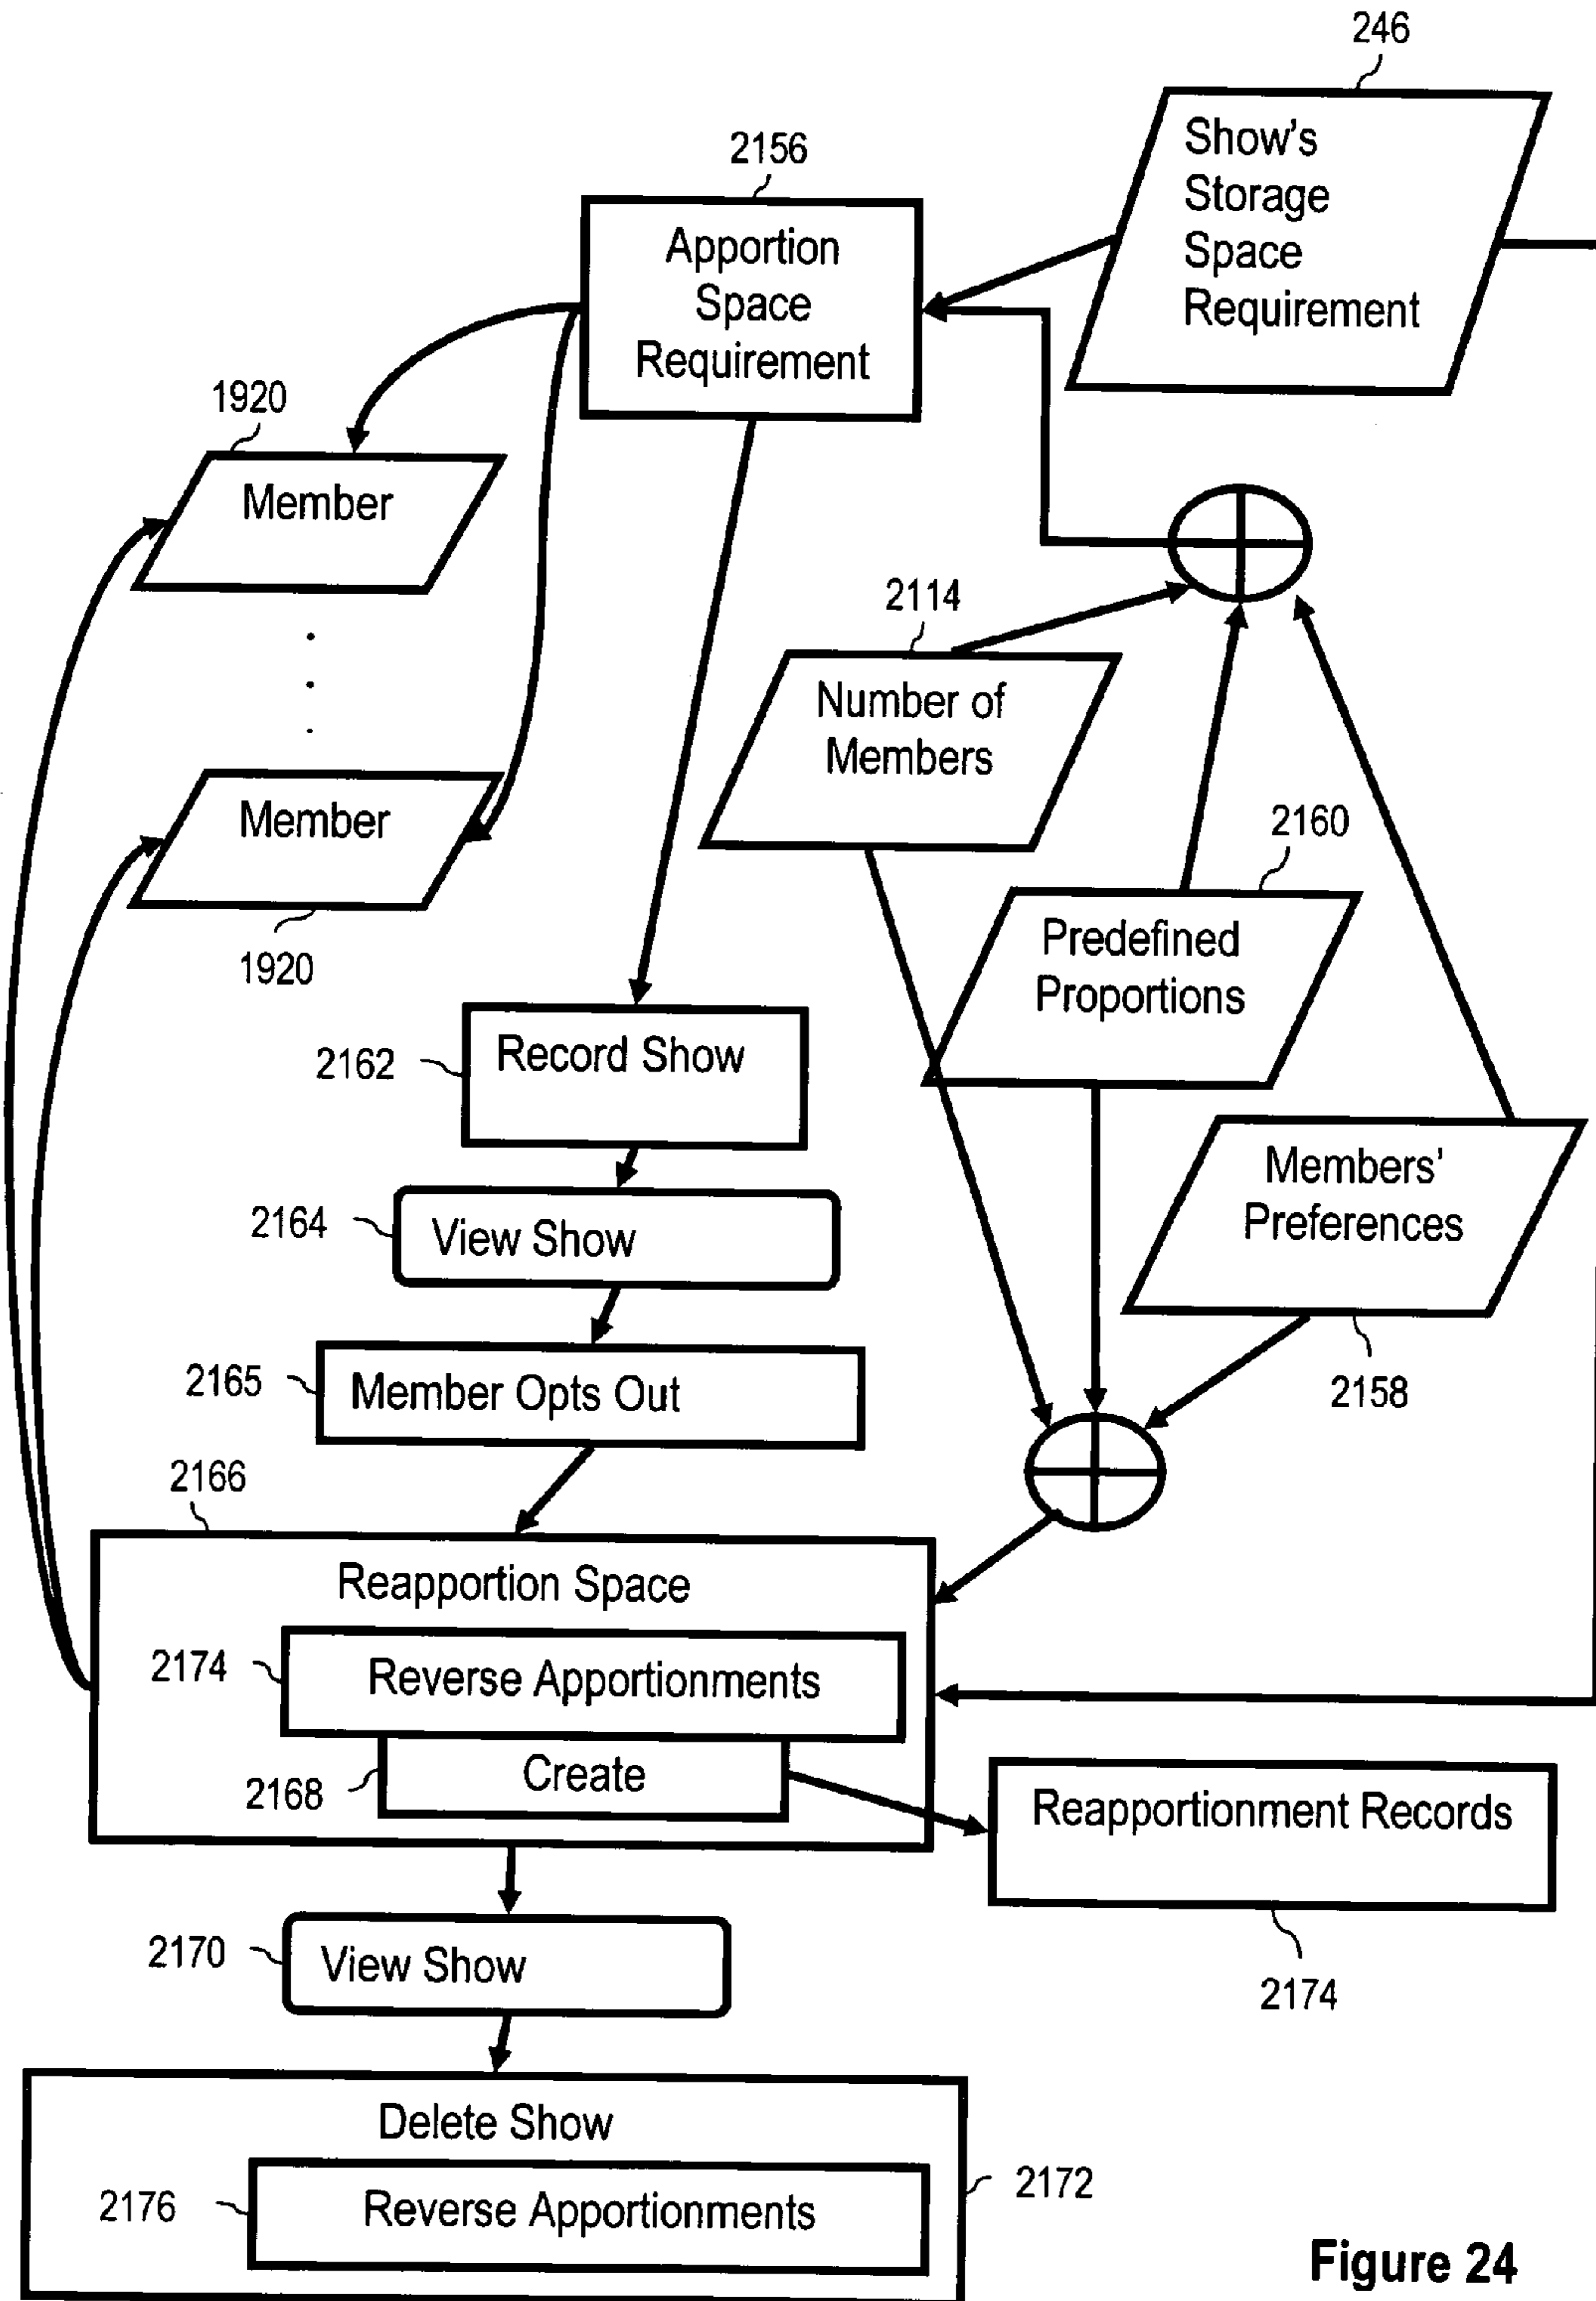 246
Show's
Storage
Space
Requirement
2156
Apportion
Space
Requirement
1920
Member
2114
Number of
Members
Member
1920
2160
Predefined
Proportions
2162
Record Show
Members'
Preferences
2158
2164
View Show
2165
Member Opts Out
2166
Reapportion Space
2174
Reverse Apportionments
2168
Create
Reapportionment Records
2174
2170
View Show
Delete Show
2172
2176
Reverse Apportionments
Figure 24